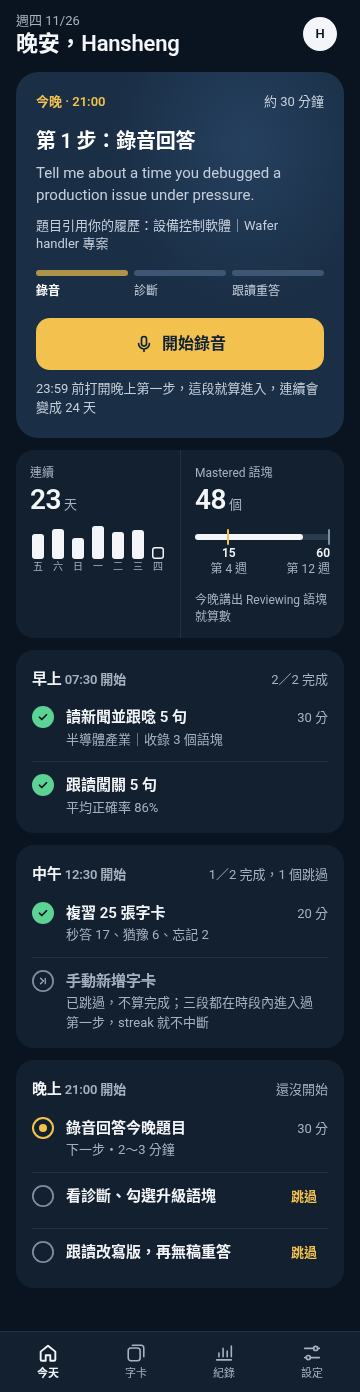 週四 11/26
晚安，Hansheng
H
今晚 · 21:00
約 30 分鐘
第 1 步：錄音回答
Tell me about a time you debugged a
production issue under pressure.
題目引用你的履歷：設備控制軟體｜Wafer
handler 專案
錄音
診斷
跟讀重答
開始錄音
23:59 前打開晚上第一步，這段就算進入，連續會
變成 24 天
連續
23 天
五 六 日 一 二 三 四
Mastered 語塊
48 個
15 60
第 4 週 第 12 週
今晚講出 Reviewing 語塊
就算數
早上 07:30 開始
2／2 完成
讀新聞並跟唸 5 句
30 分
半導體產業｜收錄 3 個語塊
跟讀闖關 5 句
平均正確率 86%
中午 12:30 開始
1／2 完成，1 個跳過
複習 25 張字卡
20 分
秒答 17、猶豫 6、忘記 2
手動新增字卡
已跳過，不算完成；三段都在時段內進入過
第一步，streak 就不中斷
晚上 21:00 開始
還沒開始
錄音回答今晚題目
30 分
下一步・2～3 分鐘
看診斷、勾選升級語塊
跳過
跟讀改寫版，再無稿重答
跳過
今天
字卡
紀錄
設定